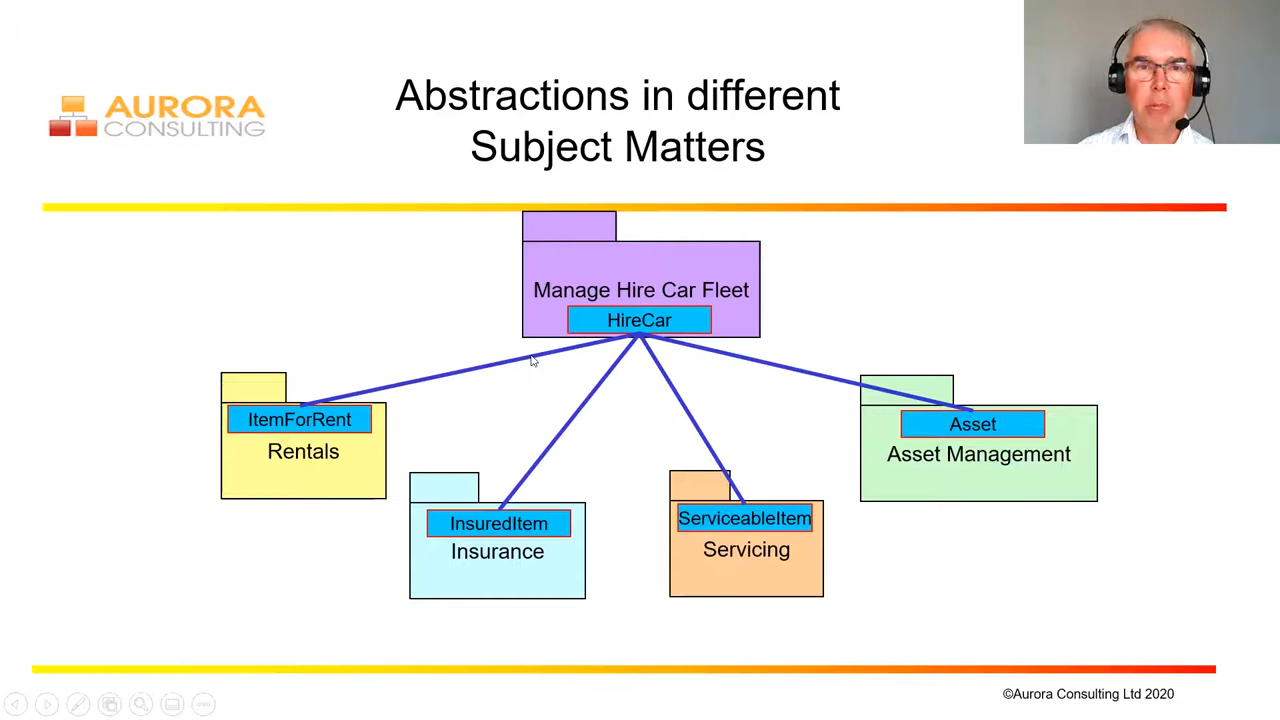 AURORA
CONSULTING
Abstractions in different
Subject Matters
Manage Hire Car Fleet
HireCar
ItemForRent
Rentals
Asset
Asset Management
InsuredItem
Insurance
ServiceableItem
Servicing
©Aurora Consulting Ltd 2020